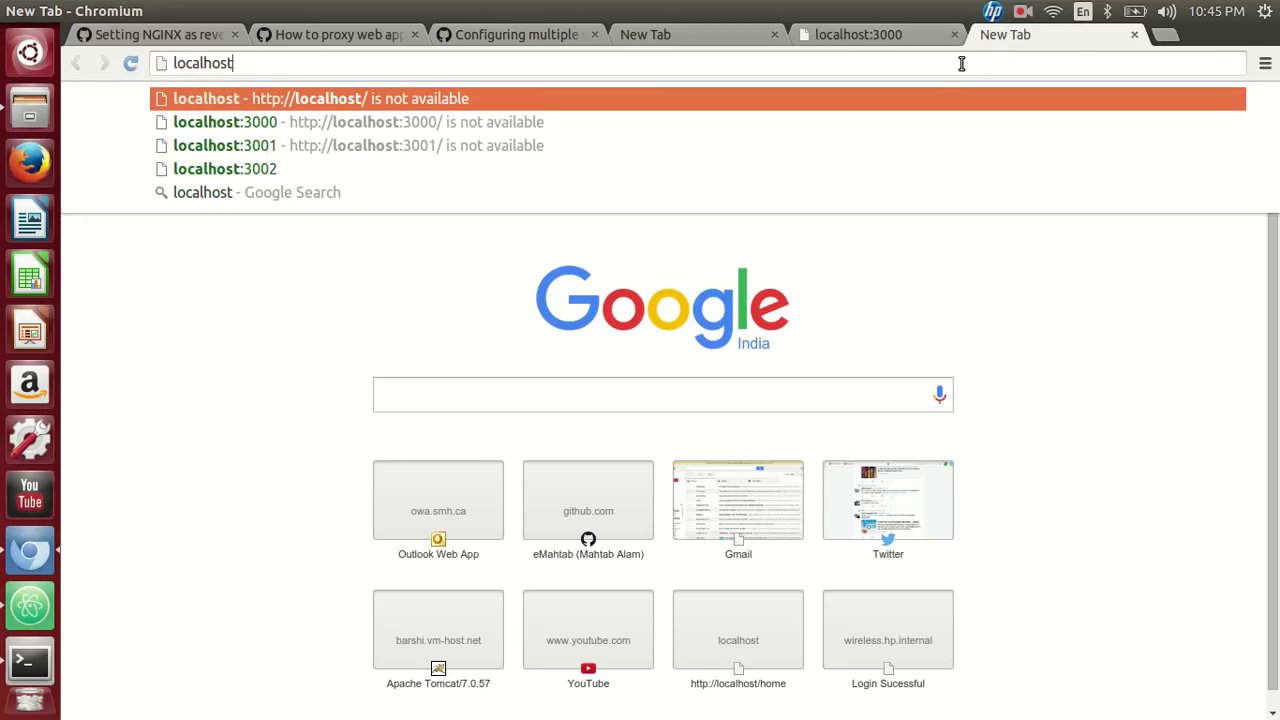 New Tab - Chromium
hp
En
10:45 PM
Setting NGINX as reve
How to proxy web app
Configuring multiple
New Tab
localhost:3000
New Tab
localhost
localhost - http://localhost/ is not available
localhost:3000 - http://localhost:3000/ is not available
localhost:3001 - http://localhost:3001/ is not available
localhost:3002
localhost - Google Search
Google
India
owa.smh.ca
github.com
Outlook Web App
eMahtab (Mahtab Alam)
Gmail
Twitter
You
Tube
barshi.vm-host.net
www.youtube.com
localhost
wireless.hp.internal
Apache Tomcat/7.0.57
YouTube
http://localhost/home
Login Sucessful